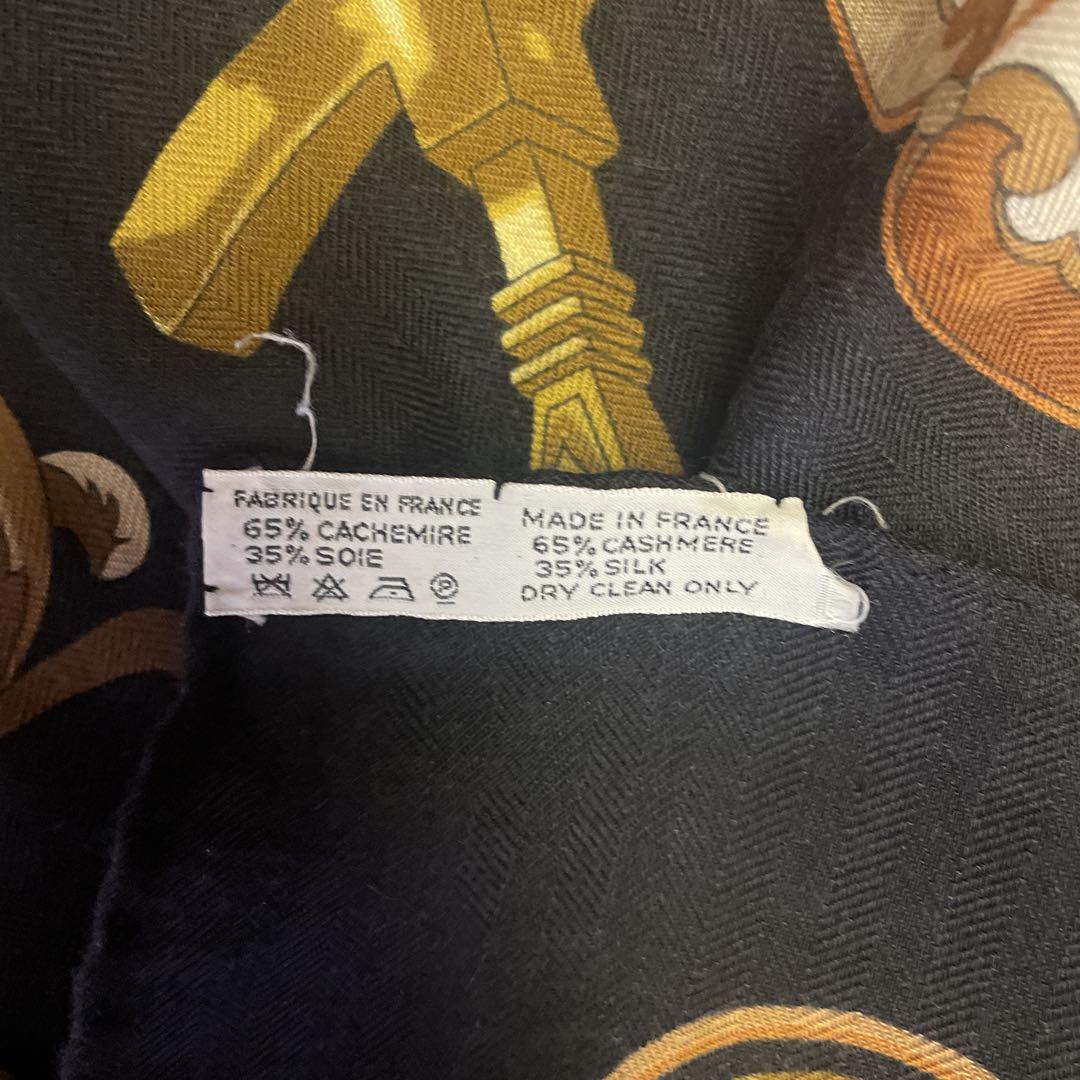 FABRIQUE EN FRANCE
65% CACHEMIRE
35% SOIE
P
MADE IN FRANCE
65% CASHMERE
35% SILK
DRY CLEAN ONLY